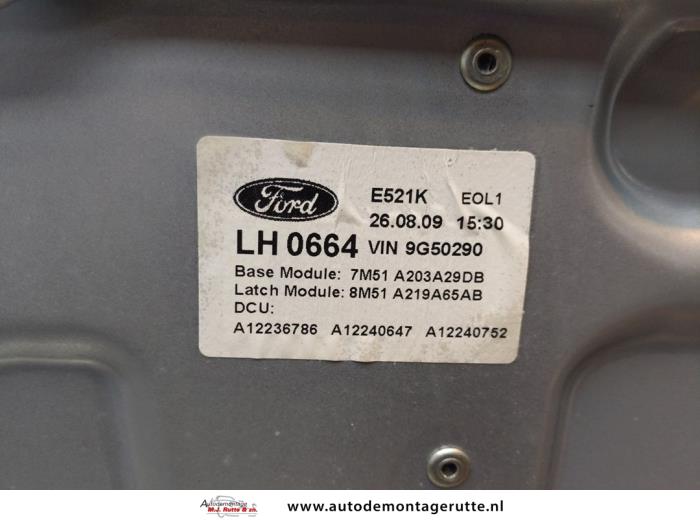 Ford
E521K EOL1
26.08.09 15:30
LH 0664 VIN 9G50290
Base Module: 7M51 A203A29DB
Latch Module: 8M51 A219A65AB
DCU:
A12236786 A12240647 A12240752
Autodemontage
M.J. Rutte & zn.
www.autodemontagerutte.nl